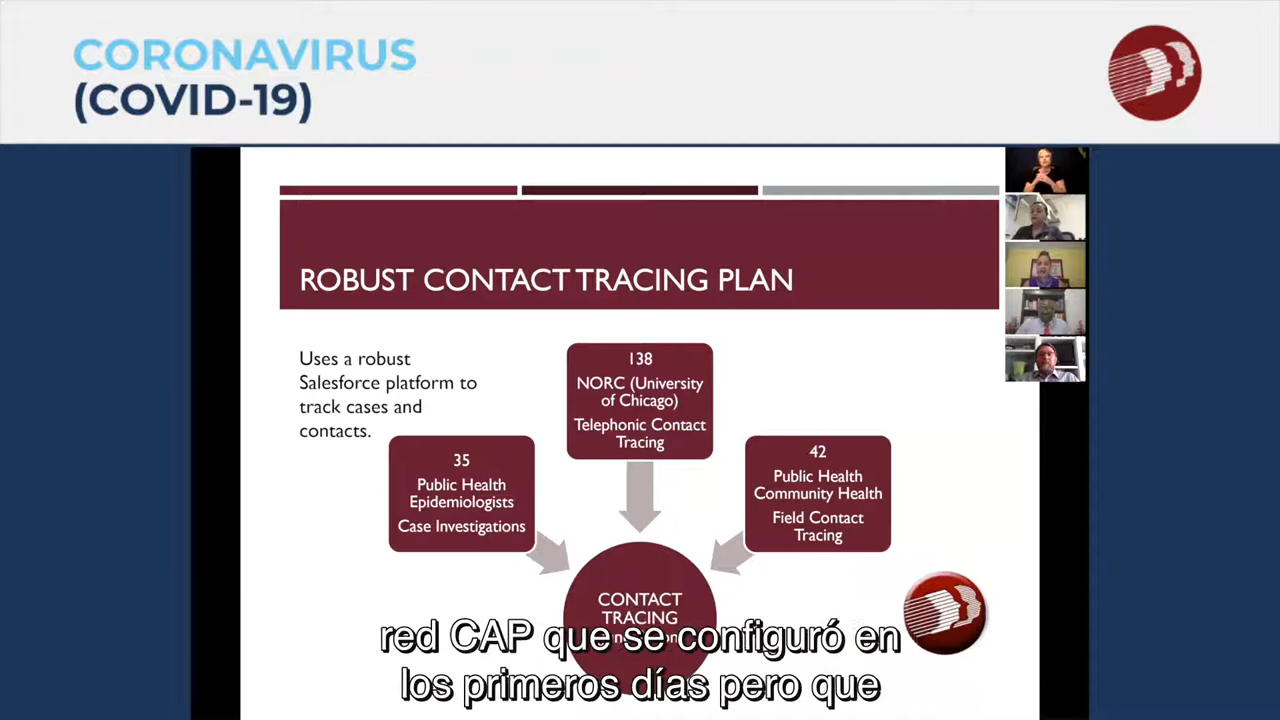 CORONAVIRUS
(COVID-19)
ROBUST CONTACT TRACING PLAN
Uses a robust
Salesforce platform to
track cases and
contacts.
138
NORC (University
of Chicago)
Telephonic Contact
Tracing
35
Public Health
Epidemiologists
Case Investigations
42
Public Health
Community Health
Field Contact
Tracing
CONTACT
TRACING
red CAP que se configuró en
los primeros días pero que